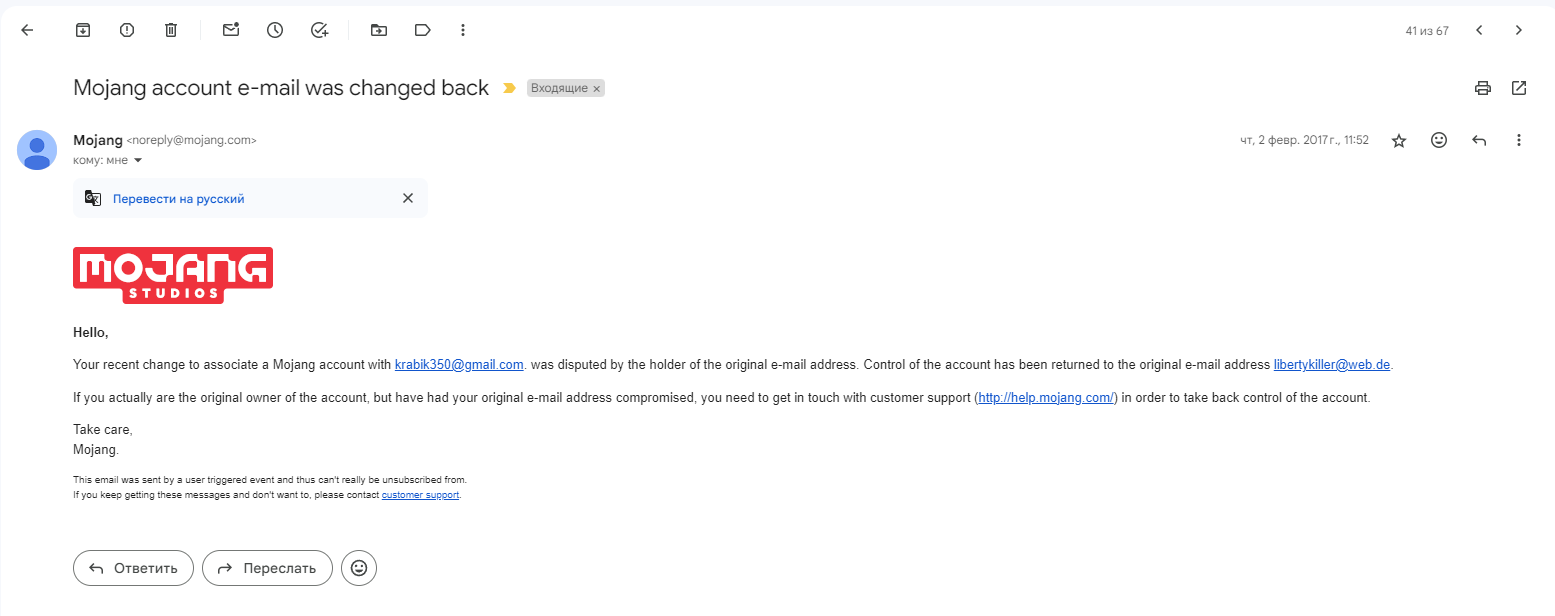 41 из 67
Mojang account e-mail was changed back Входящие ×
Mojang <noreply@mojang.com> чт, 2 февр. 2017 г., 11:52
кому: мне
Перевести на русский
MOJANG
STUDIOS
Hello,
Your recent change to associate a Mojang account with krabik350@gmail.com. was disputed by the holder of the original e-mail address. Control of the account has been returned to the original e-mail address libertykiller@web.de.
If you actually are the original owner of the account, but have had your original e-mail address compromised, you need to get in touch with customer support (http://help.mojang.com/) in order to take back control of the account.
Take care,
Mojang.
This email was sent by a user triggered event and thus can't really be unsubscribed from.
If you keep getting these messages and don't want to, please contact customer support.
Ответить Переслать